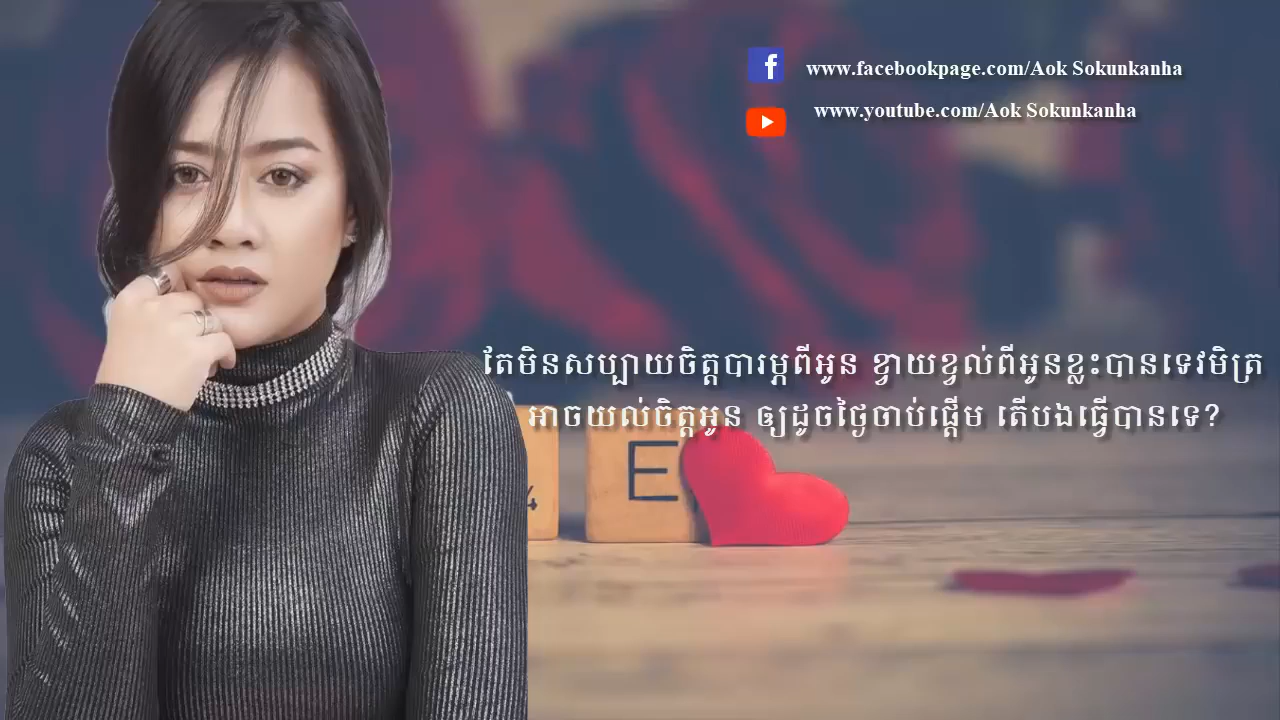 www.facebookpage.com/Aok Sokunkanha
www.youtube.com/Aok Sokunkanha
តែមិនសប្បាយចិត្តបារម្ភពីអូន ខ្វាយខ្វល់ពីអូនខ្លះបានទេវមិត្រ
អាចយល់ចិត្តអូន ឲ្យដូចថ្ងៃចាប់ផ្តើម តើបងធ្វើបានទេ?
E
4